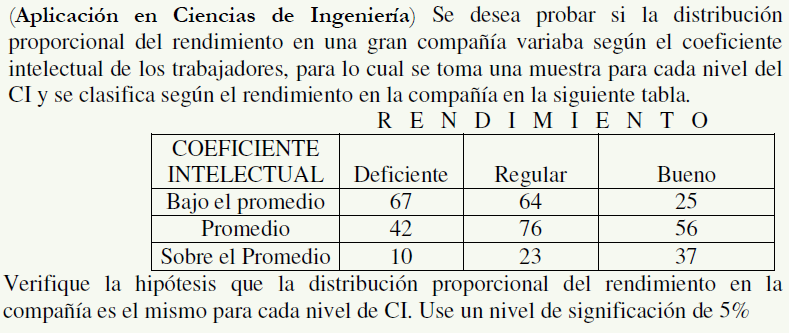 (Aplicación en Ciencias de Ingeniería) Se desea probar si la distribución
proporcional del rendimiento en una gran compañía variaba según el coeficiente
intelectual de los trabajadores, para lo cual se toma una muestra para cada nivel del
CI y se clasifica según el rendimiento en la compañía en la siguiente tabla.
R E N D I M I E N T O
COEFICIENTE
INTELECTUAL Deficiente Regular Bueno
Bajo el promedio 67 64 25
Promedio 42 76 56
Sobre el Promedio 10 23 37
Verifique la hipótesis que la distribución proporcional del rendimiento en la
compañía es el mismo para cada nivel de CI. Use un nivel de significación de 5%